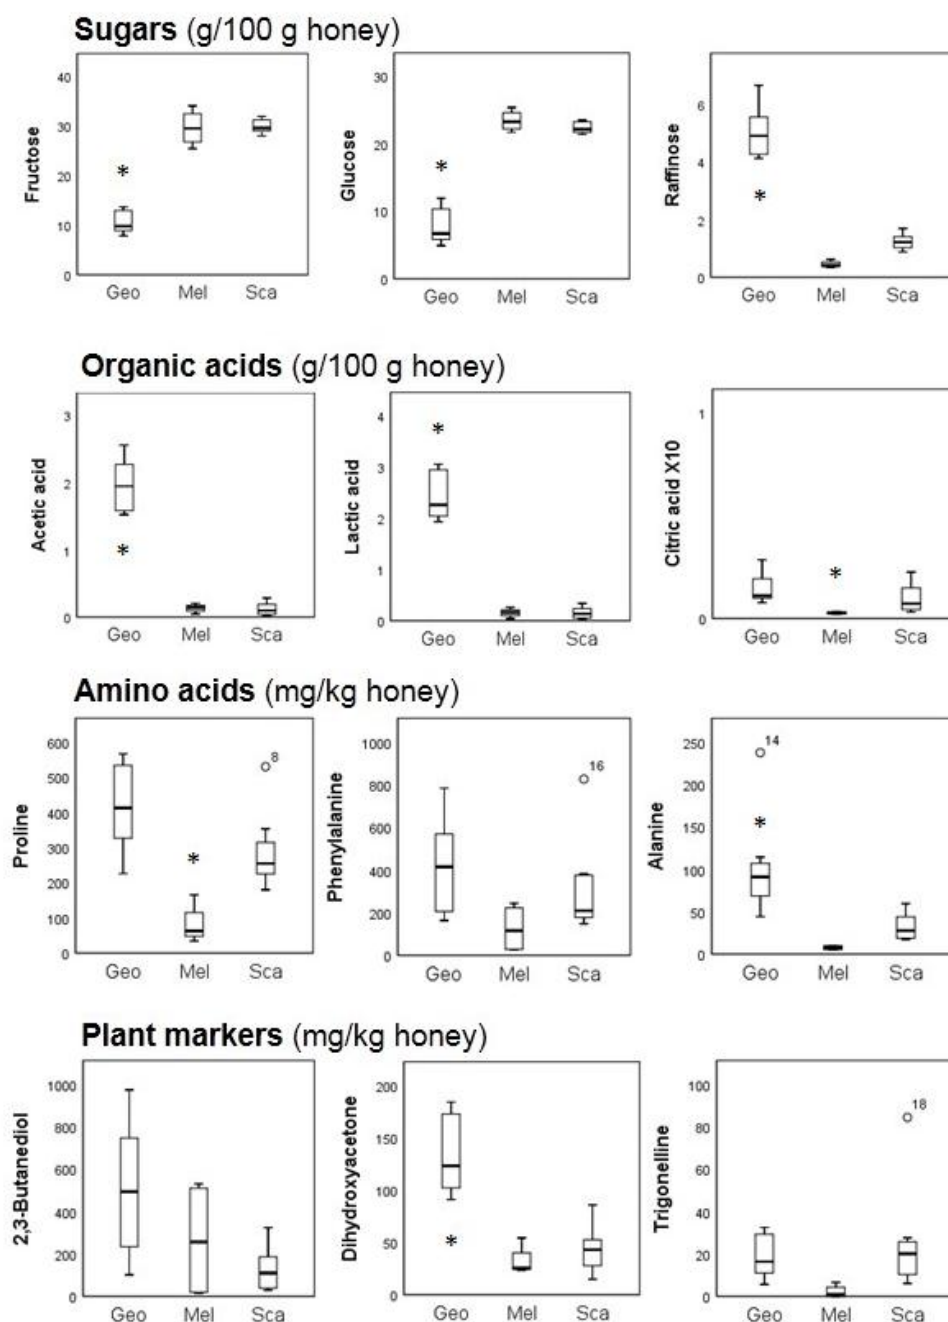 Sugars (g/100 g honey)
Fructose
40
30
20
10
0
*
Geo Mel Sca
Glucose
30
20
10
0
*
Geo Mel Sca
Raffinose
6
4
2
0
*
Geo Mel Sca
Organic acids (g/100 g honey)
Acetic acid
3
2
1
0
*
Geo Mel Sca
Lactic acid
4
3
2
1
0
*
Geo Mel Sca
Citric acid X10
1
0
*
Geo Mel Sca
Amino acids (mg/kg honey)
Proline
600
500
400
300
200
100
0
8
*
Geo Mel Sca
Phenylalanine
1000
800
600
400
200
0
16
Geo Mel Sca
Alanine
250
200
150
100
50
0
14
*
Geo Mel Sca
Plant markers (mg/kg honey)
2,3-Butanediol
1000
800
600
400
200
0
Geo Mel Sca
Dihydroxyacetone
200
150
100
50
0
*
Geo Mel Sca
Trigonelline
100
80
60
40
20
0
18
Geo Mel Sca